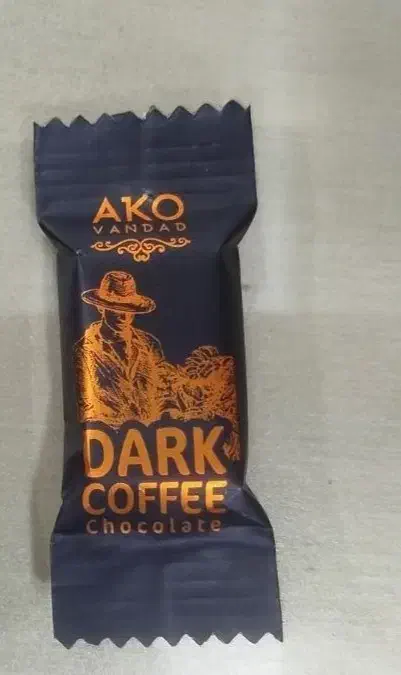 AKO
VANDAD
DARK
COFFEE
Chocolate